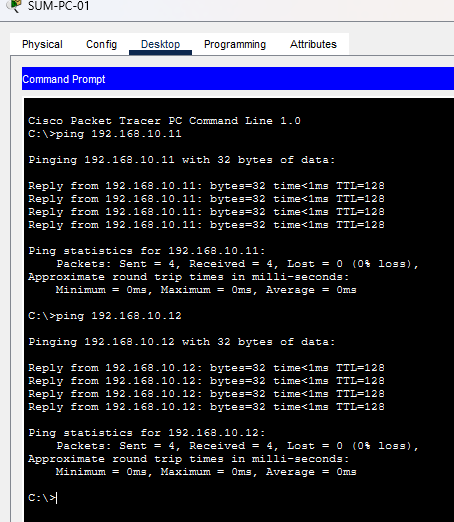 SUM-PC-01
Physical Config Desktop Programming Attributes
Command Prompt
Cisco Packet Tracer PC Command Line 1.0
C:\>ping 192.168.10.11
Pinging 192.168.10.11 with 32 bytes of data:
Reply from 192.168.10.11: bytes=32 time<1ms TTL=128
Reply from 192.168.10.11: bytes=32 time<1ms TTL=128
Reply from 192.168.10.11: bytes=32 time<1ms TTL=128
Reply from 192.168.10.11: bytes=32 time<1ms TTL=128
Ping statistics for 192.168.10.11:
Packets: Sent = 4, Received = 4, Lost = 0 (0% loss),
Approximate round trip times in milli-seconds:
Minimum = 0ms, Maximum = 0ms, Average = 0ms
C:\>ping 192.168.10.12
Pinging 192.168.10.12 with 32 bytes of data:
Reply from 192.168.10.12: bytes=32 time<1ms TTL=128
Reply from 192.168.10.12: bytes=32 time<1ms TTL=128
Reply from 192.168.10.12: bytes=32 time<1ms TTL=128
Reply from 192.168.10.12: bytes=32 time<1ms TTL=128
Ping statistics for 192.168.10.12:
Packets: Sent = 4, Received = 4, Lost = 0 (0% loss),
Approximate round trip times in milli-seconds:
Minimum = 0ms, Maximum = 0ms, Average = 0ms
C:\>